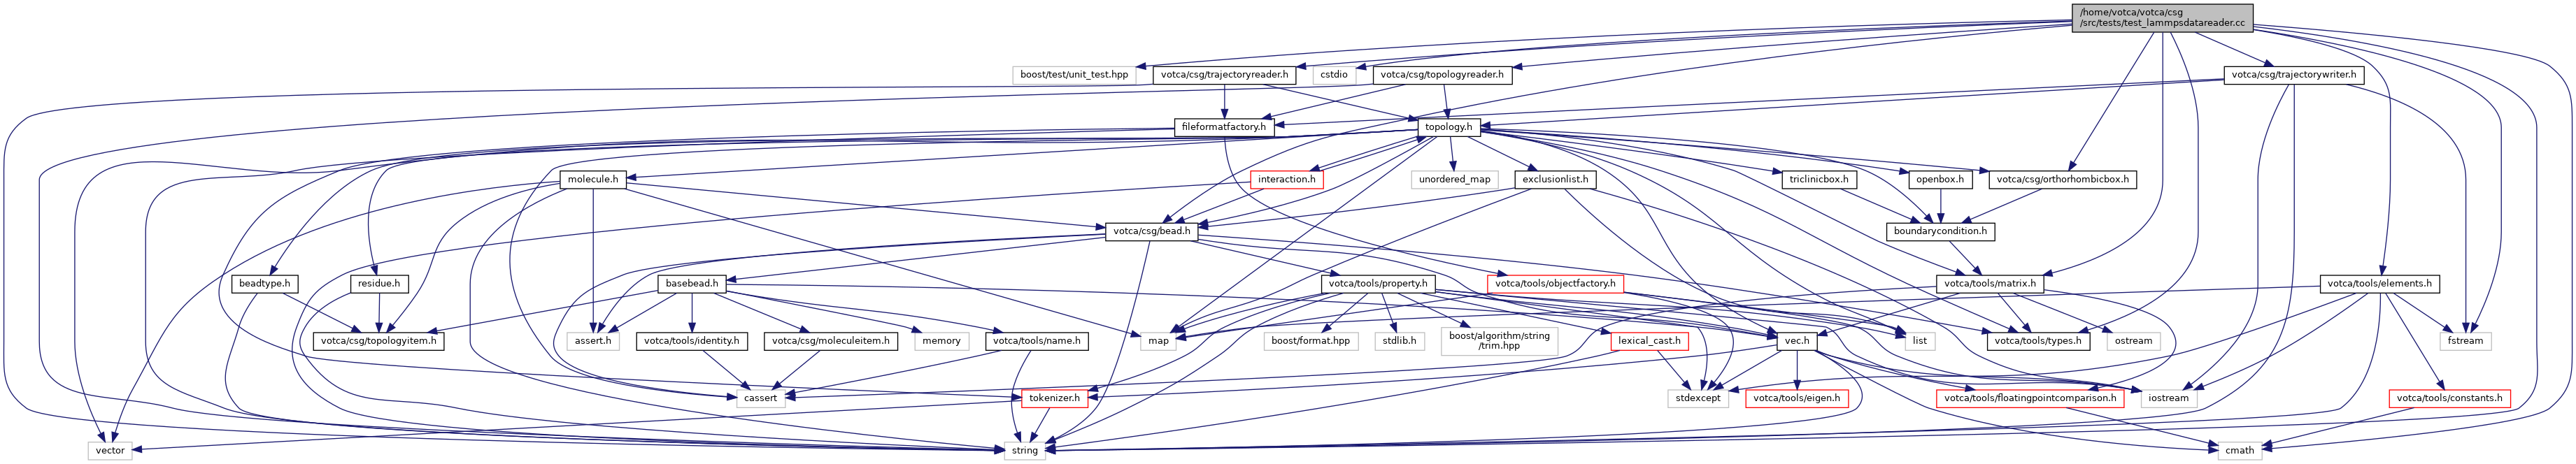 /home/votca/votca/csg
/src/tests/test_lammpsdatareader.cc
boost/test/unit_test.hpp
votca/csg/trajectoryreader.h
cstdio
votca/csg/topologyreader.h
votca/csg/trajectorywriter.h
fileformatfactory.h
topology.h
molecule.h
interaction.h
unordered_map
exclusionlist.h
triclinicbox.h
openbox.h
votca/csg/orthorhombicbox.h
votca/csg/bead.h
boundarycondition.h
beadtype.h
residue.h
basebead.h
votca/tools/property.h
votca/tools/objectfactory.h
votca/tools/matrix.h
votca/tools/elements.h
votca/csg/topologyitem.h
assert.h
votca/tools/identity.h
votca/csg/moleculeitem.h
memory
votca/tools/name.h
map
boost/format.hpp
stdlib.h
boost/algorithm/string
/trim.hpp
lexical_cast.h
vec.h
list
votca/tools/types.h
ostream
fstream
cassert
tokenizer.h
stdexcept
votca/tools/eigen.h
votca/tools/floatingpointcomparison.h
iostream
votca/tools/constants.h
vector
string
cmath